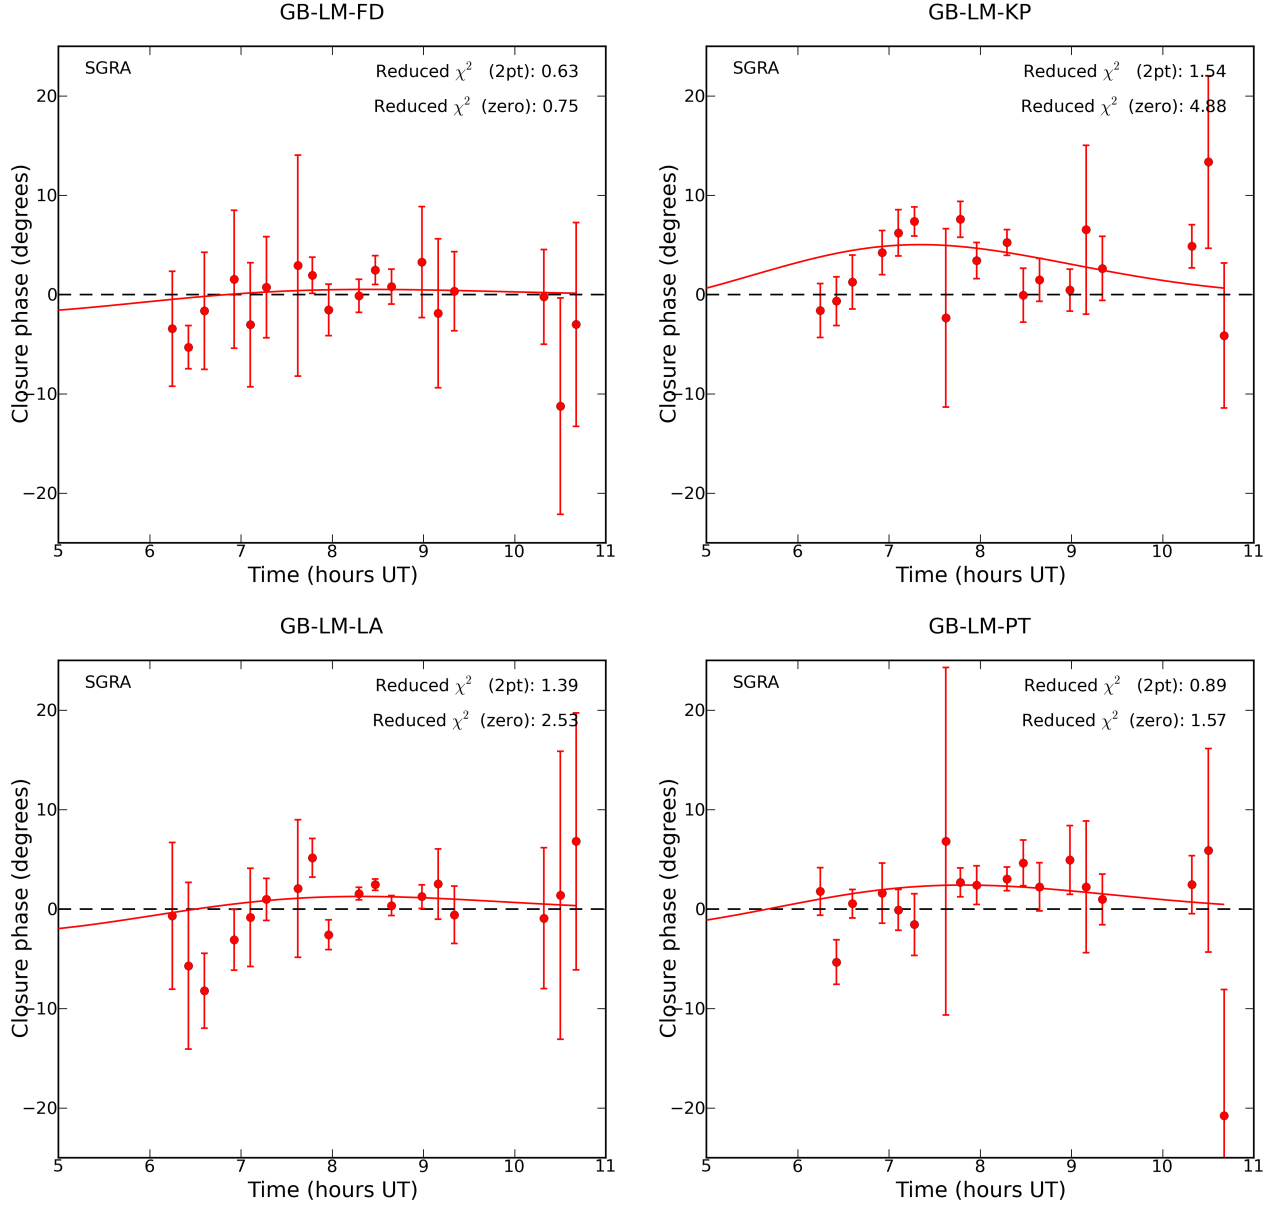 GB-LM-FD
SGRA
Reduced χ² (2pt): 0.63
Reduced χ² (zero): 0.75
20
10
0
−10
−20
Closure phase (degrees)
5 6 7 8 9 10 11
Time (hours UT)
GB-LM-KP
SGRA
Reduced χ² (2pt): 1.54
Reduced χ² (zero): 4.88
20
10
0
−10
−20
Closure phase (degrees)
5 6 7 8 9 10 11
Time (hours UT)
GB-LM-LA
SGRA
Reduced χ² (2pt): 1.39
Reduced χ² (zero): 2.53
20
10
0
−10
−20
Closure phase (degrees)
5 6 7 8 9 10 11
Time (hours UT)
GB-LM-PT
SGRA
Reduced χ² (2pt): 0.89
Reduced χ² (zero): 1.57
20
10
0
−10
−20
Closure phase (degrees)
5 6 7 8 9 10 11
Time (hours UT)